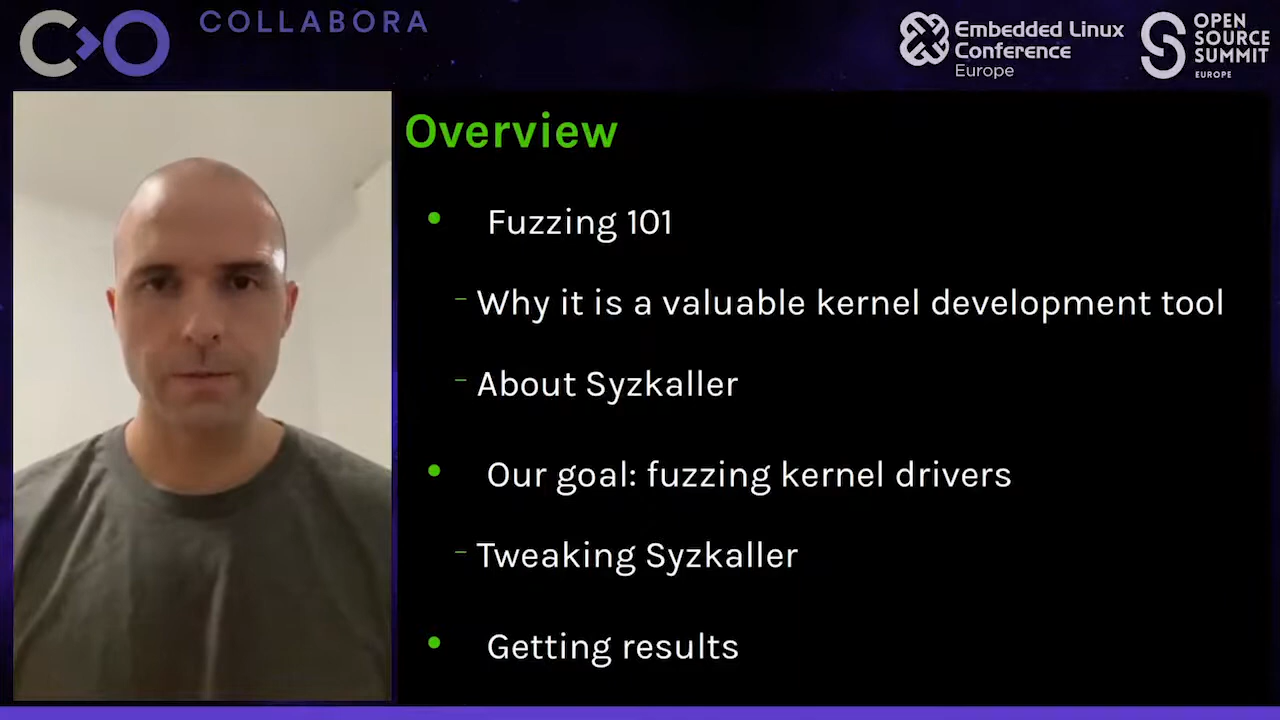 COLLABORA
Embedded Linux
Conference
Europe
OPEN
SOURCE
SUMMIT
EUROPE
Overview
• Fuzzing 101
– Why it is a valuable kernel development tool
– About Syzkaller
• Our goal: fuzzing kernel drivers
– Tweaking Syzkaller
• Getting results